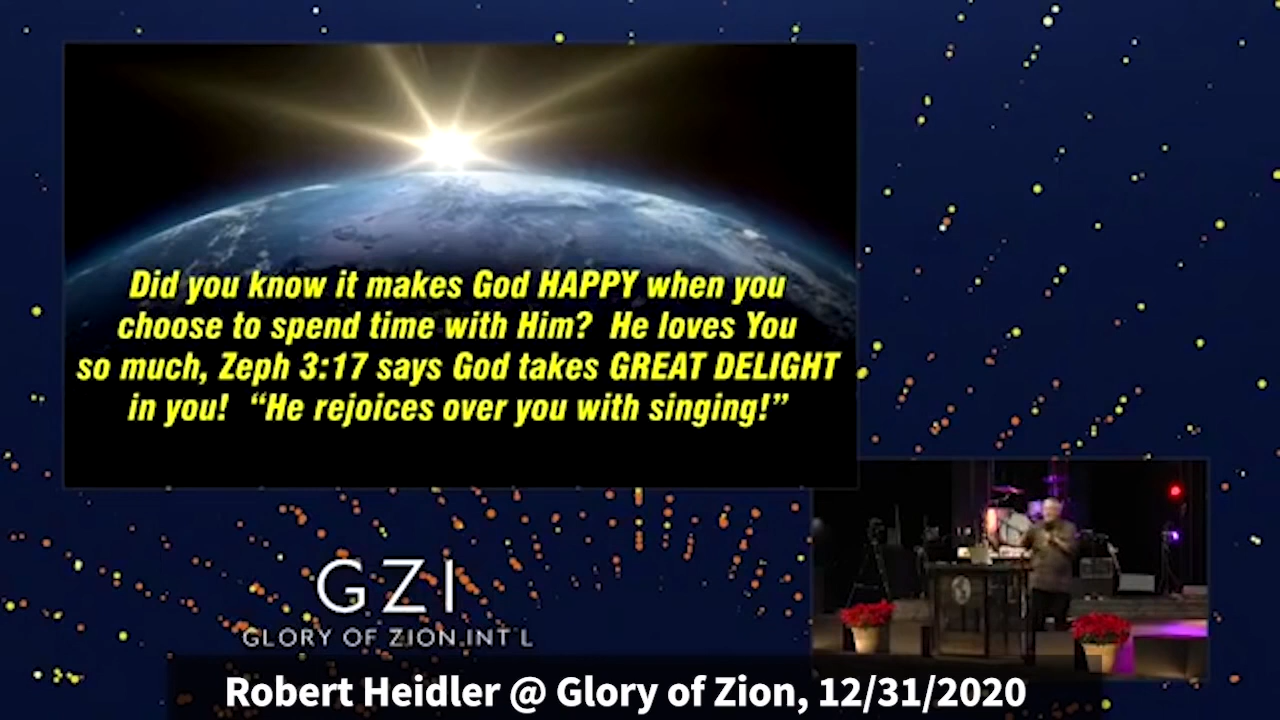 Did you know it makes God HAPPY when you
choose to spend time with Him?  He loves You
so much, Zeph 3:17 says God takes GREAT DELIGHT
in you!  “He rejoices over you with singing!”
GZI
GLORY OF ZION INT'L
Robert Heidler @ Glory of Zion, 12/31/2020